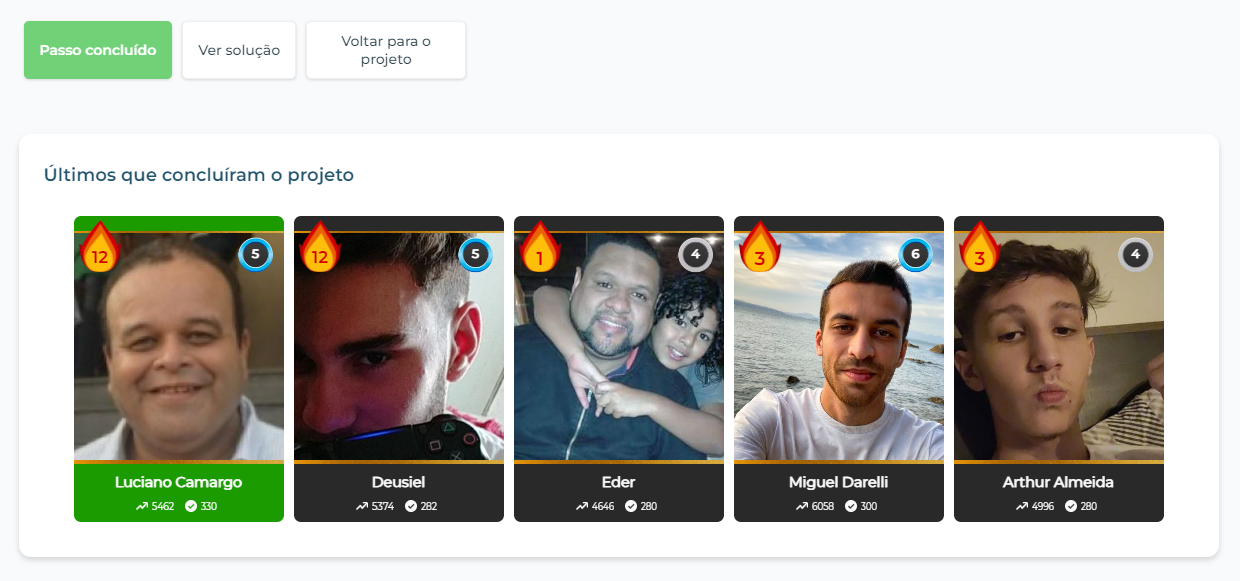 Passo concluído
Ver solução
Voltar para o
projeto
Últimos que concluíram o projeto
12
5
12
5
1
4
3
6
3
4
Luciano Camargo
5462 330
Deusiel
5374 282
Eder
4646 280
Miguel Darelli
6058 300
Arthur Almeida
4996 280